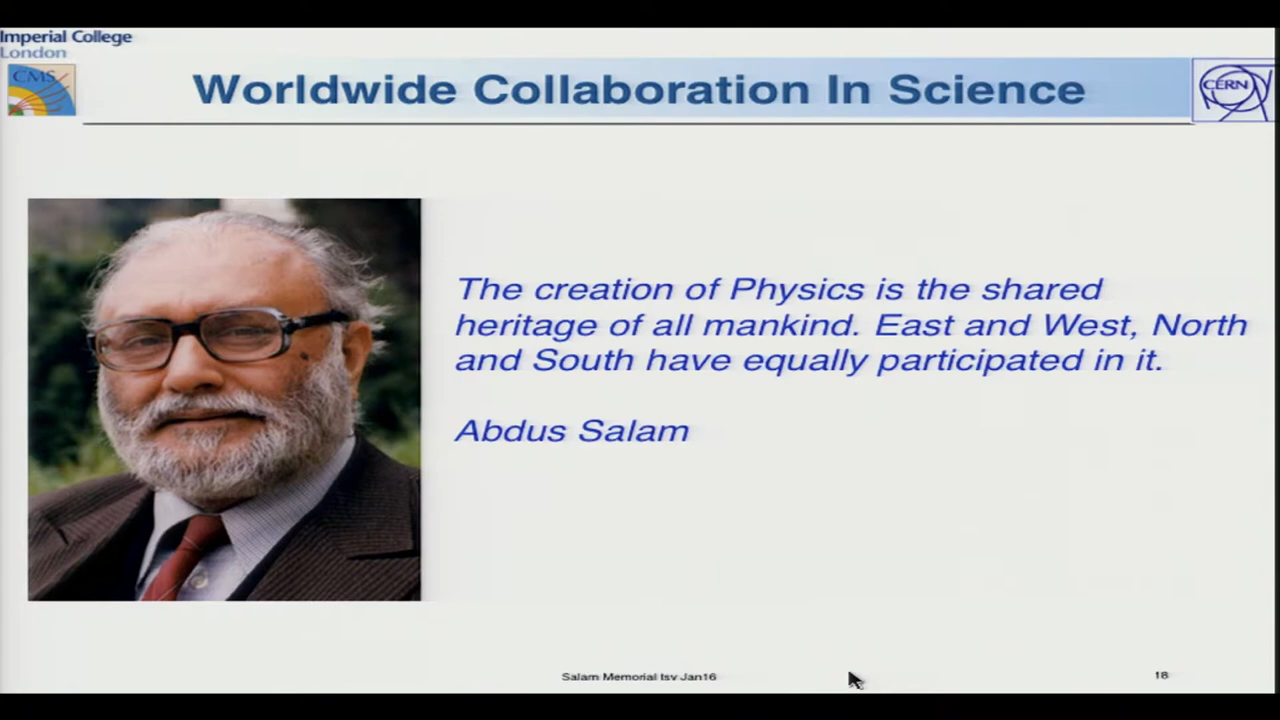 Imperial College
London
CMS
Worldwide Collaboration In Science
CERN
The creation of Physics is the shared
heritage of all mankind. East and West, North
and South have equally participated in it.
Abdus Salam
Salam Memorial tsv Jan16
18